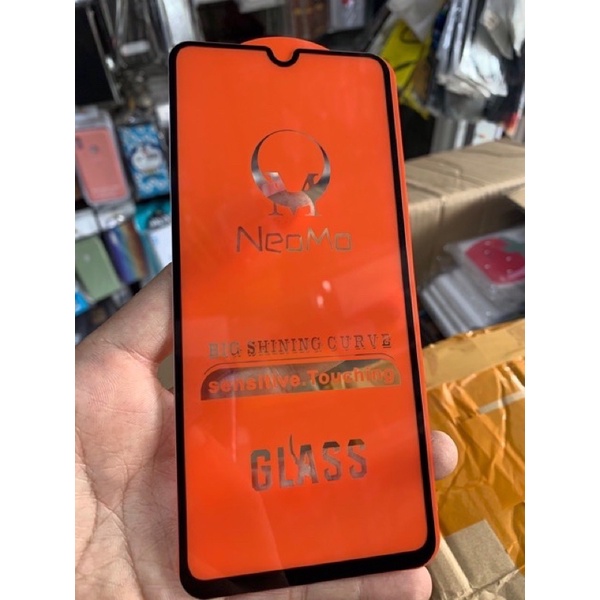 NeoMo
BIG SHINING CURVE
sensitive.Touching
GLASS